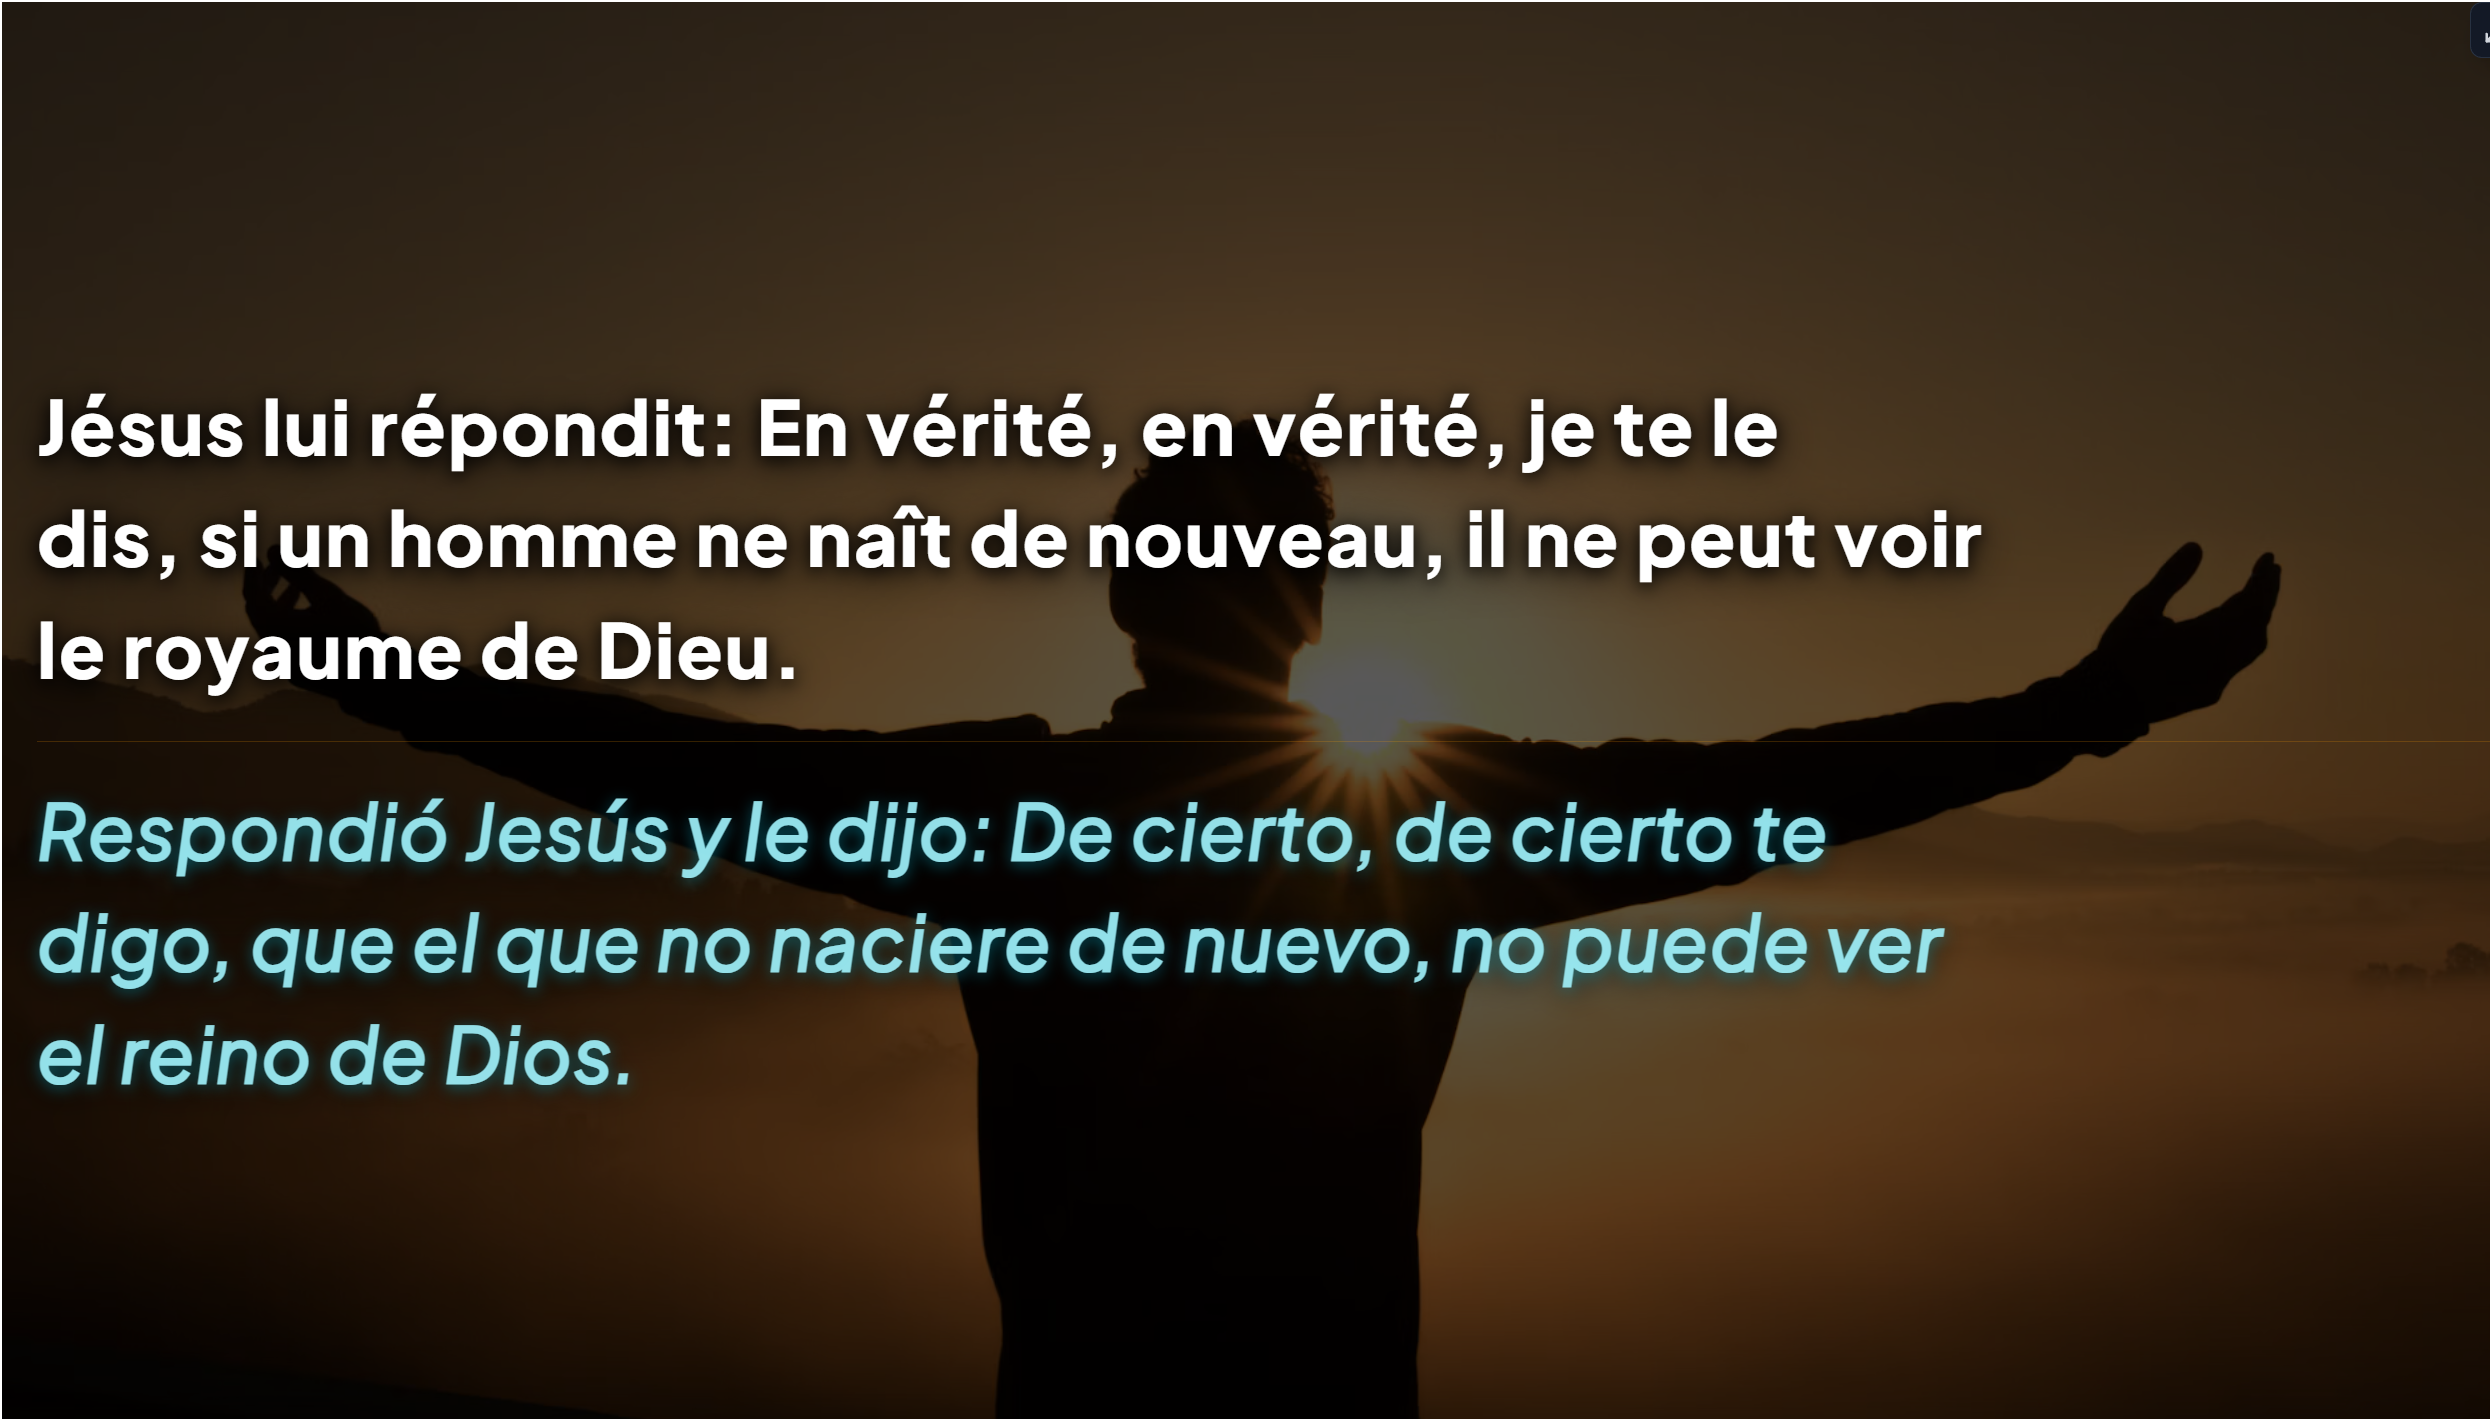 Jésus lui répondit: En vérité, en vérité, je te le
dis, si un homme ne naît de nouveau, il ne peut voir
le royaume de Dieu.
Respondió Jesús y le dijo: De cierto, de cierto te
digo, que el que no naciere de nuevo, no puede ver
el reino de Dios.